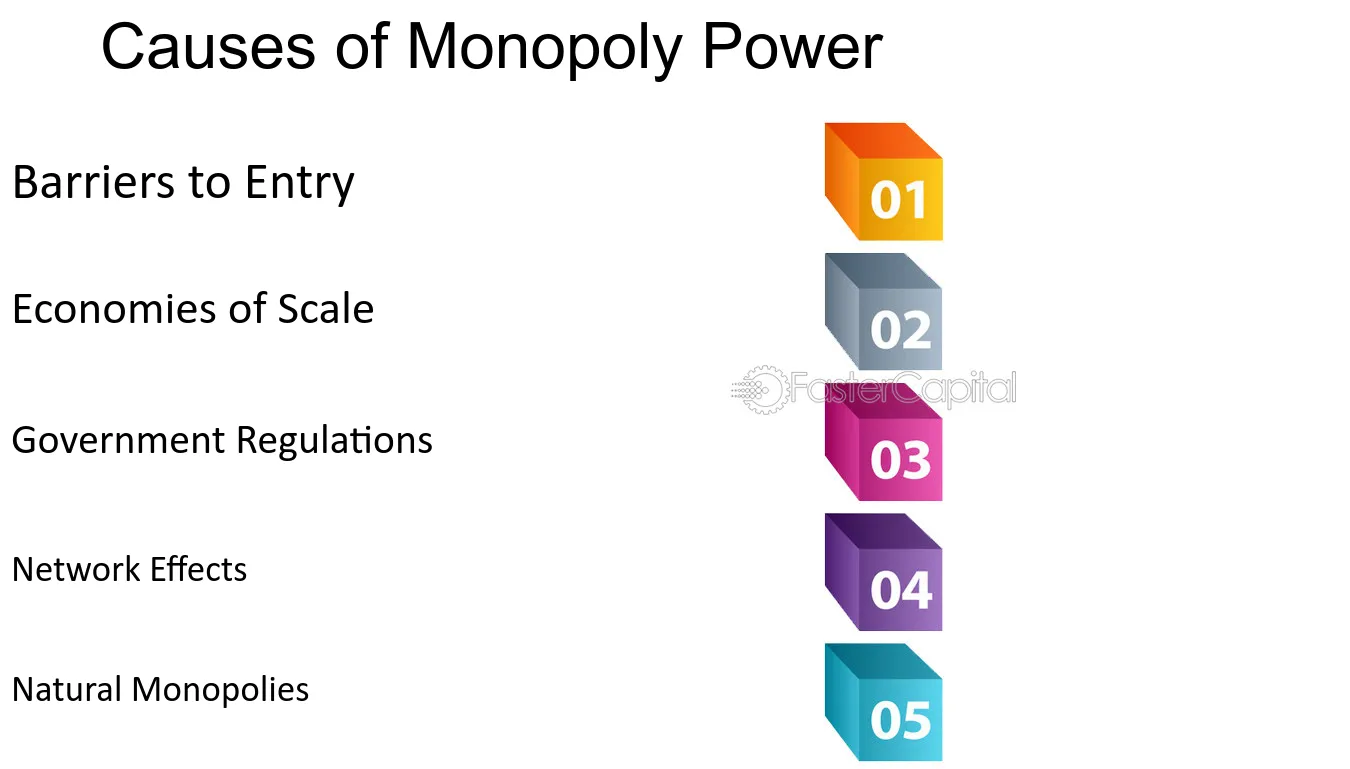 Causes of Monopoly Power
Barriers to Entry
01
Economies of Scale
02
FasterCapital
Government Regulations
03
Network Effects
04
Natural Monopolies
05